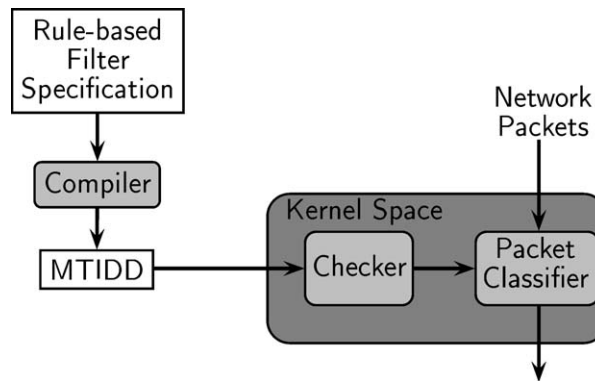 Rule-based
Filter
Specification
Network
Packets
Compiler
Kernel Space
MTIDD
Checker
Packet
Classifier